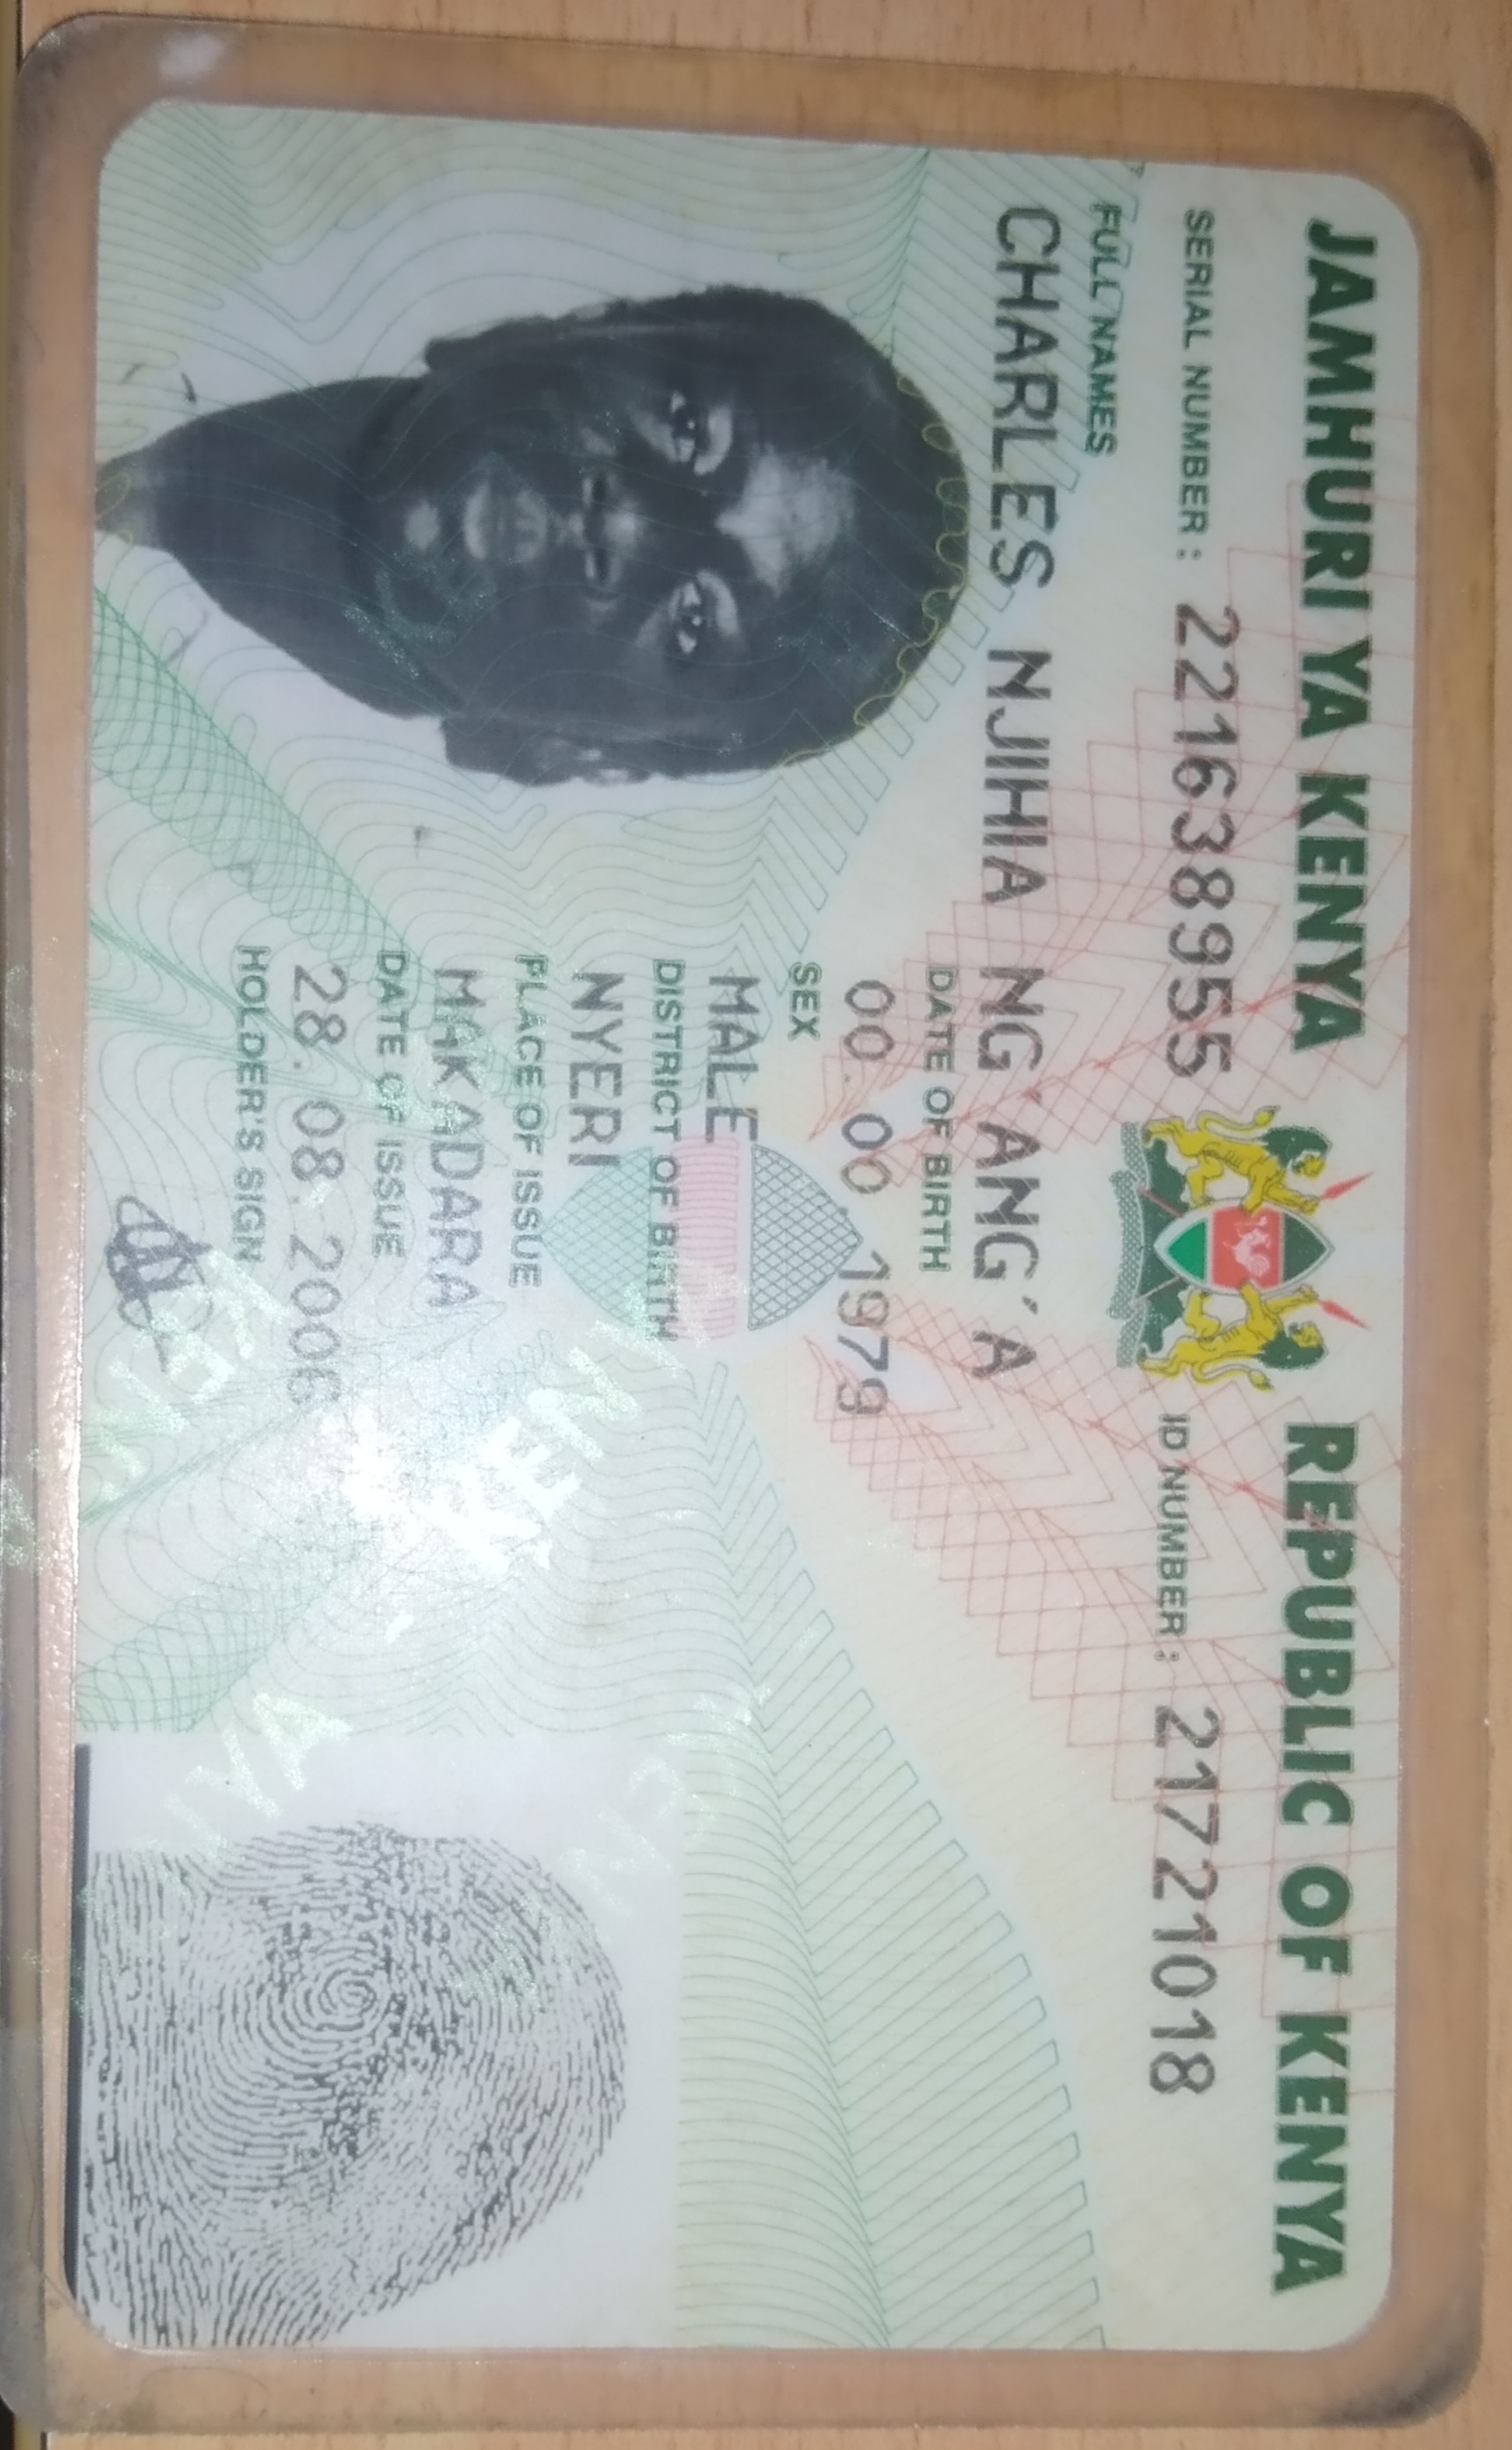 JAMHURI YA KENYA REPUBLIC OF KENYA
SERIAL NUMBER: 221638955 ID NUMBER: 21721018
FULL NAMES
CHARLES NJIHIA NG'ANG'A
DATE OF BIRTH
00. 00. 1979
SEX
MALE
DISTRICT OF BIRTH
NYERI
PLACE OF ISSUE
MAKADARA
DATE OF ISSUE
28. 08. 2006
HOLDER'S SIGN